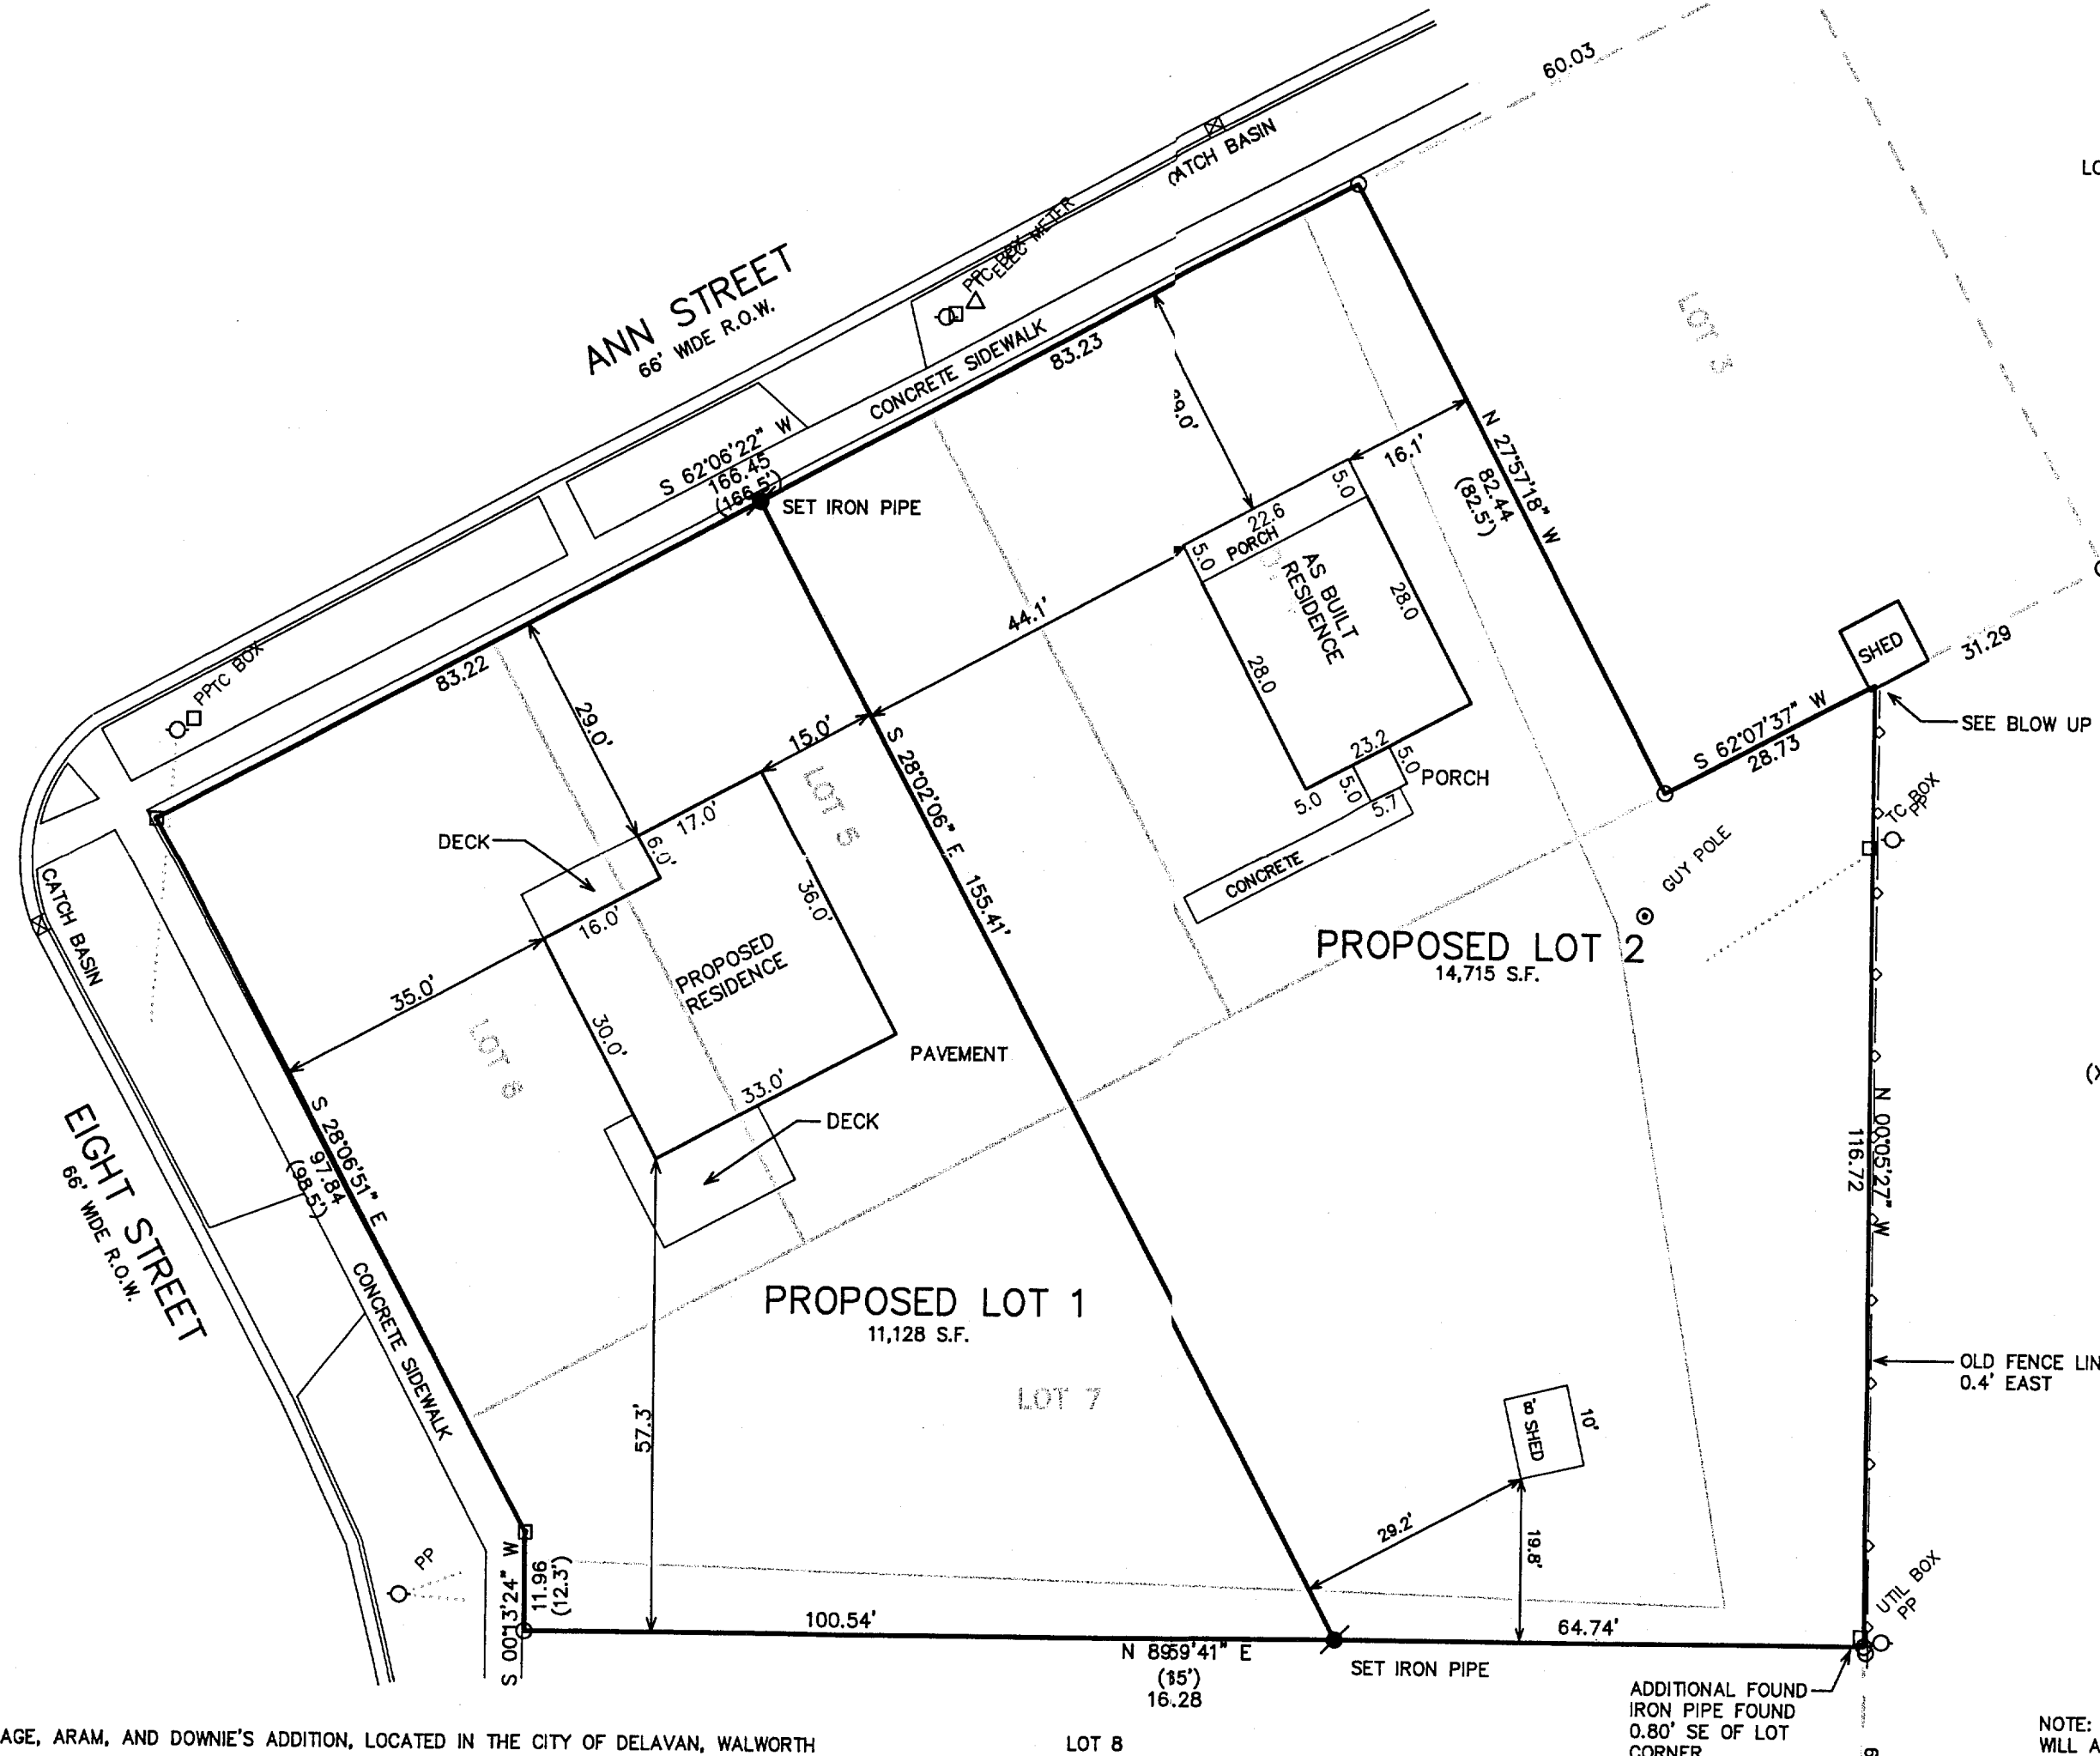 60.03
CATCH BASIN
ANN STREET
66' WIDE R.O.W.
ELEC METER
CONCRETE SIDEWALK
83.23
LOT 3
S 62°06'22" W
166.45
(166.5')
SET IRON PIPE
16.1'
N 27°57'18" W
82.44
(82.5')
5.0
22.6
PORCH
5.0
AS BUILT
RESIDENCE
28.0
28.0
44.1'
PPTC BOX
83.22
29.0'
15.0'
SHED
31.29
SEE BLOW UP
S 62°07'37" W
28.73
23.2
5.0
PORCH
5.0
5.0
5.7
CONCRETE
TC BOX
PP
GUY POLE
LOT 5
17.0'
6.0'
DECK
16.0'
36.0'
S 28°02'06" E
155.41'
PROPOSED LOT 2
14,715 S.F.
CATCH BASIN
35.0'
PROPOSED
RESIDENCE
30.0'
LOT 6
PAVEMENT
33.0'
DECK
EIGHT STREET
66' WIDE R.O.W.
S 28°06'51" E
97.84
(98.5')
CONCRETE SIDEWALK
N 00°05'27" W
116.72
PROPOSED LOT 1
11,128 S.F.
LOT 7
57.3'
OLD FENCE LIN
0.4' EAST
8'
SHED
10'
29.2'
19.8'
PP
S 00°13'24" W
11.96
(12.3')
100.54'
64.74'
UTIL BOX
PP
SET IRON PIPE
16.28
ADDITIONAL FOUND
IRON PIPE FOUND
0.80' SE OF LOT
CORNER
NOTE:
WILL A
AGE, ARAM, AND DOWNIE'S ADDITION, LOCATED IN THE CITY OF DELAVAN, WALWORTH
LOT 8